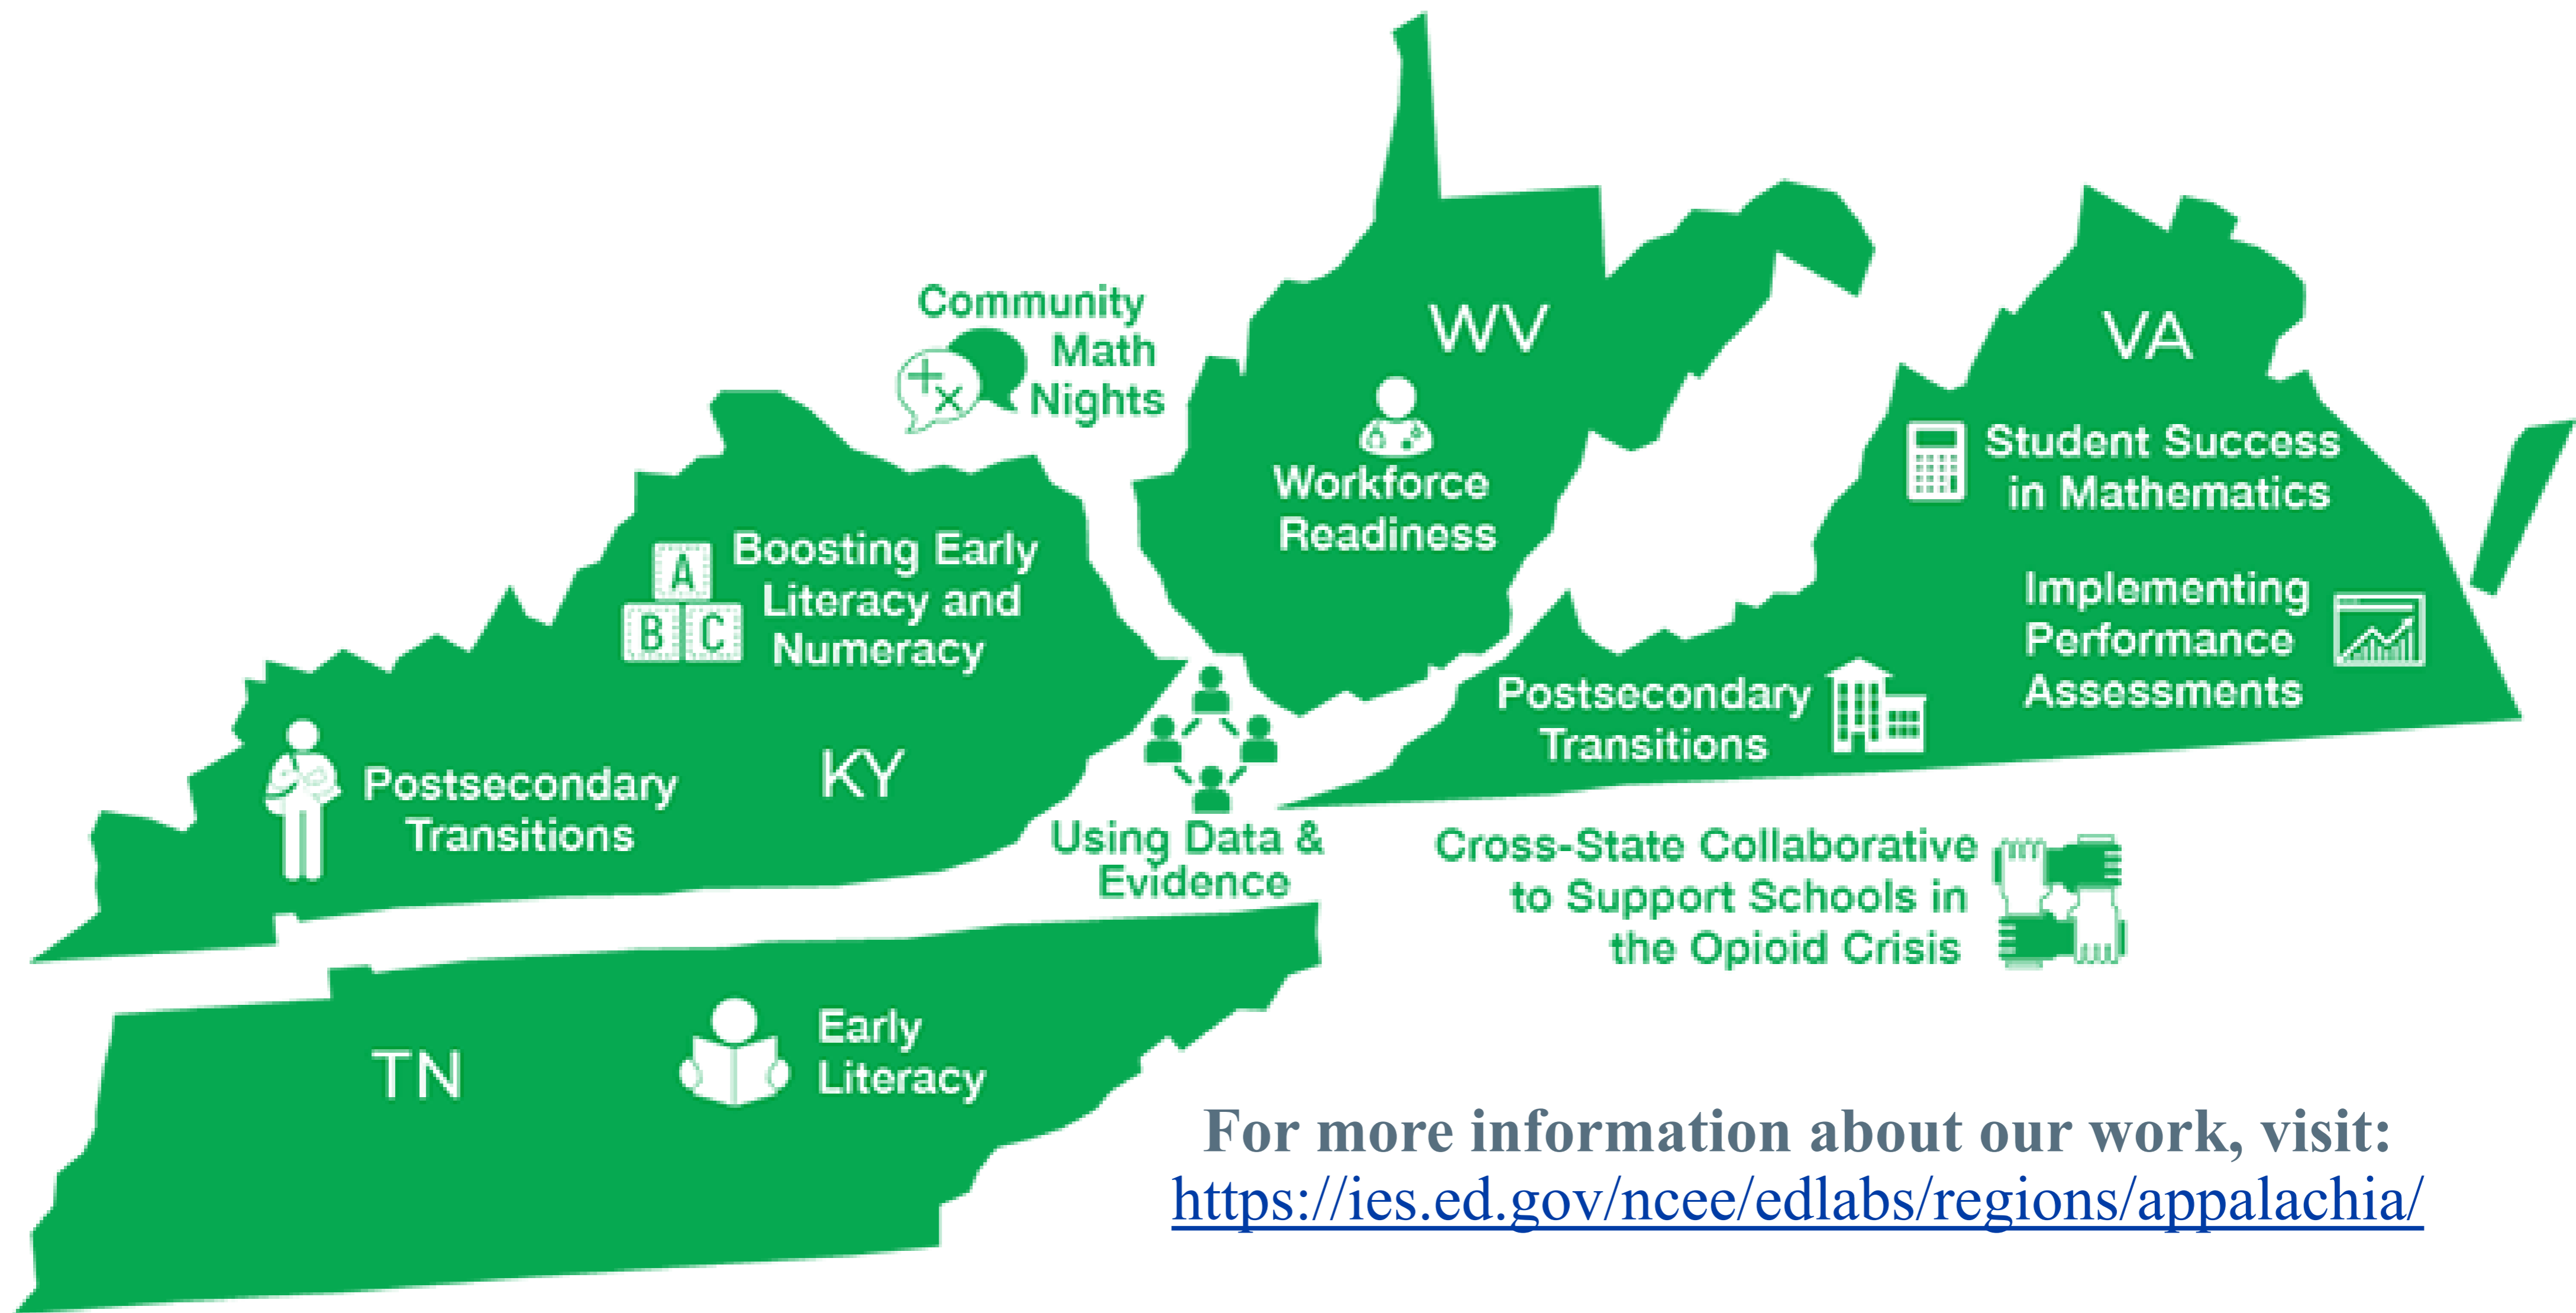 Community
Math
Nights
WV
Workforce
Readiness
VA
Student Success
in Mathematics
Implementing
Performance
Assessments
Postsecondary
Transitions
A
B C
Boosting Early
Literacy and
Numeracy
KY
Postsecondary
Transitions
Using Data &
Evidence
Cross-State Collaborative
to Support Schools in
the Opioid Crisis
TN
Early
Literacy
For more information about our work, visit:
https://ies.ed.gov/ncee/edlabs/regions/appalachia/